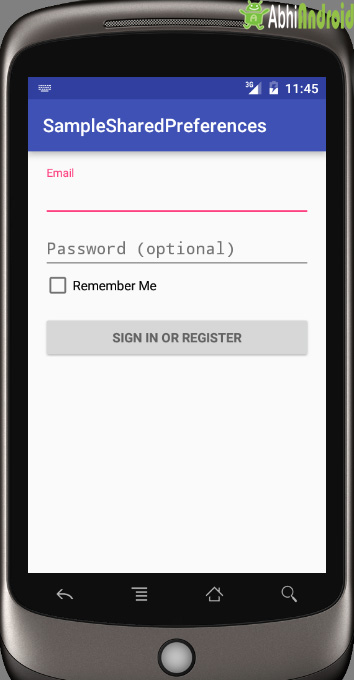 AbhiAndroid
3G 11:45
SampleSharedPreferences
Email
Password (optional)
Remember Me
SIGN IN OR REGISTER